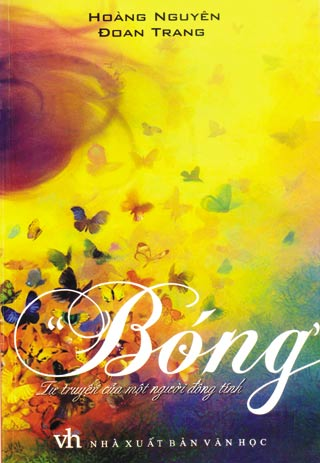 HOÀNG NGUYÊN
ĐOAN TRANG
"Bóng"
Tự truyện của một người đồng tính
vh NHÀ XUẤT BẢN VĂN HỌC